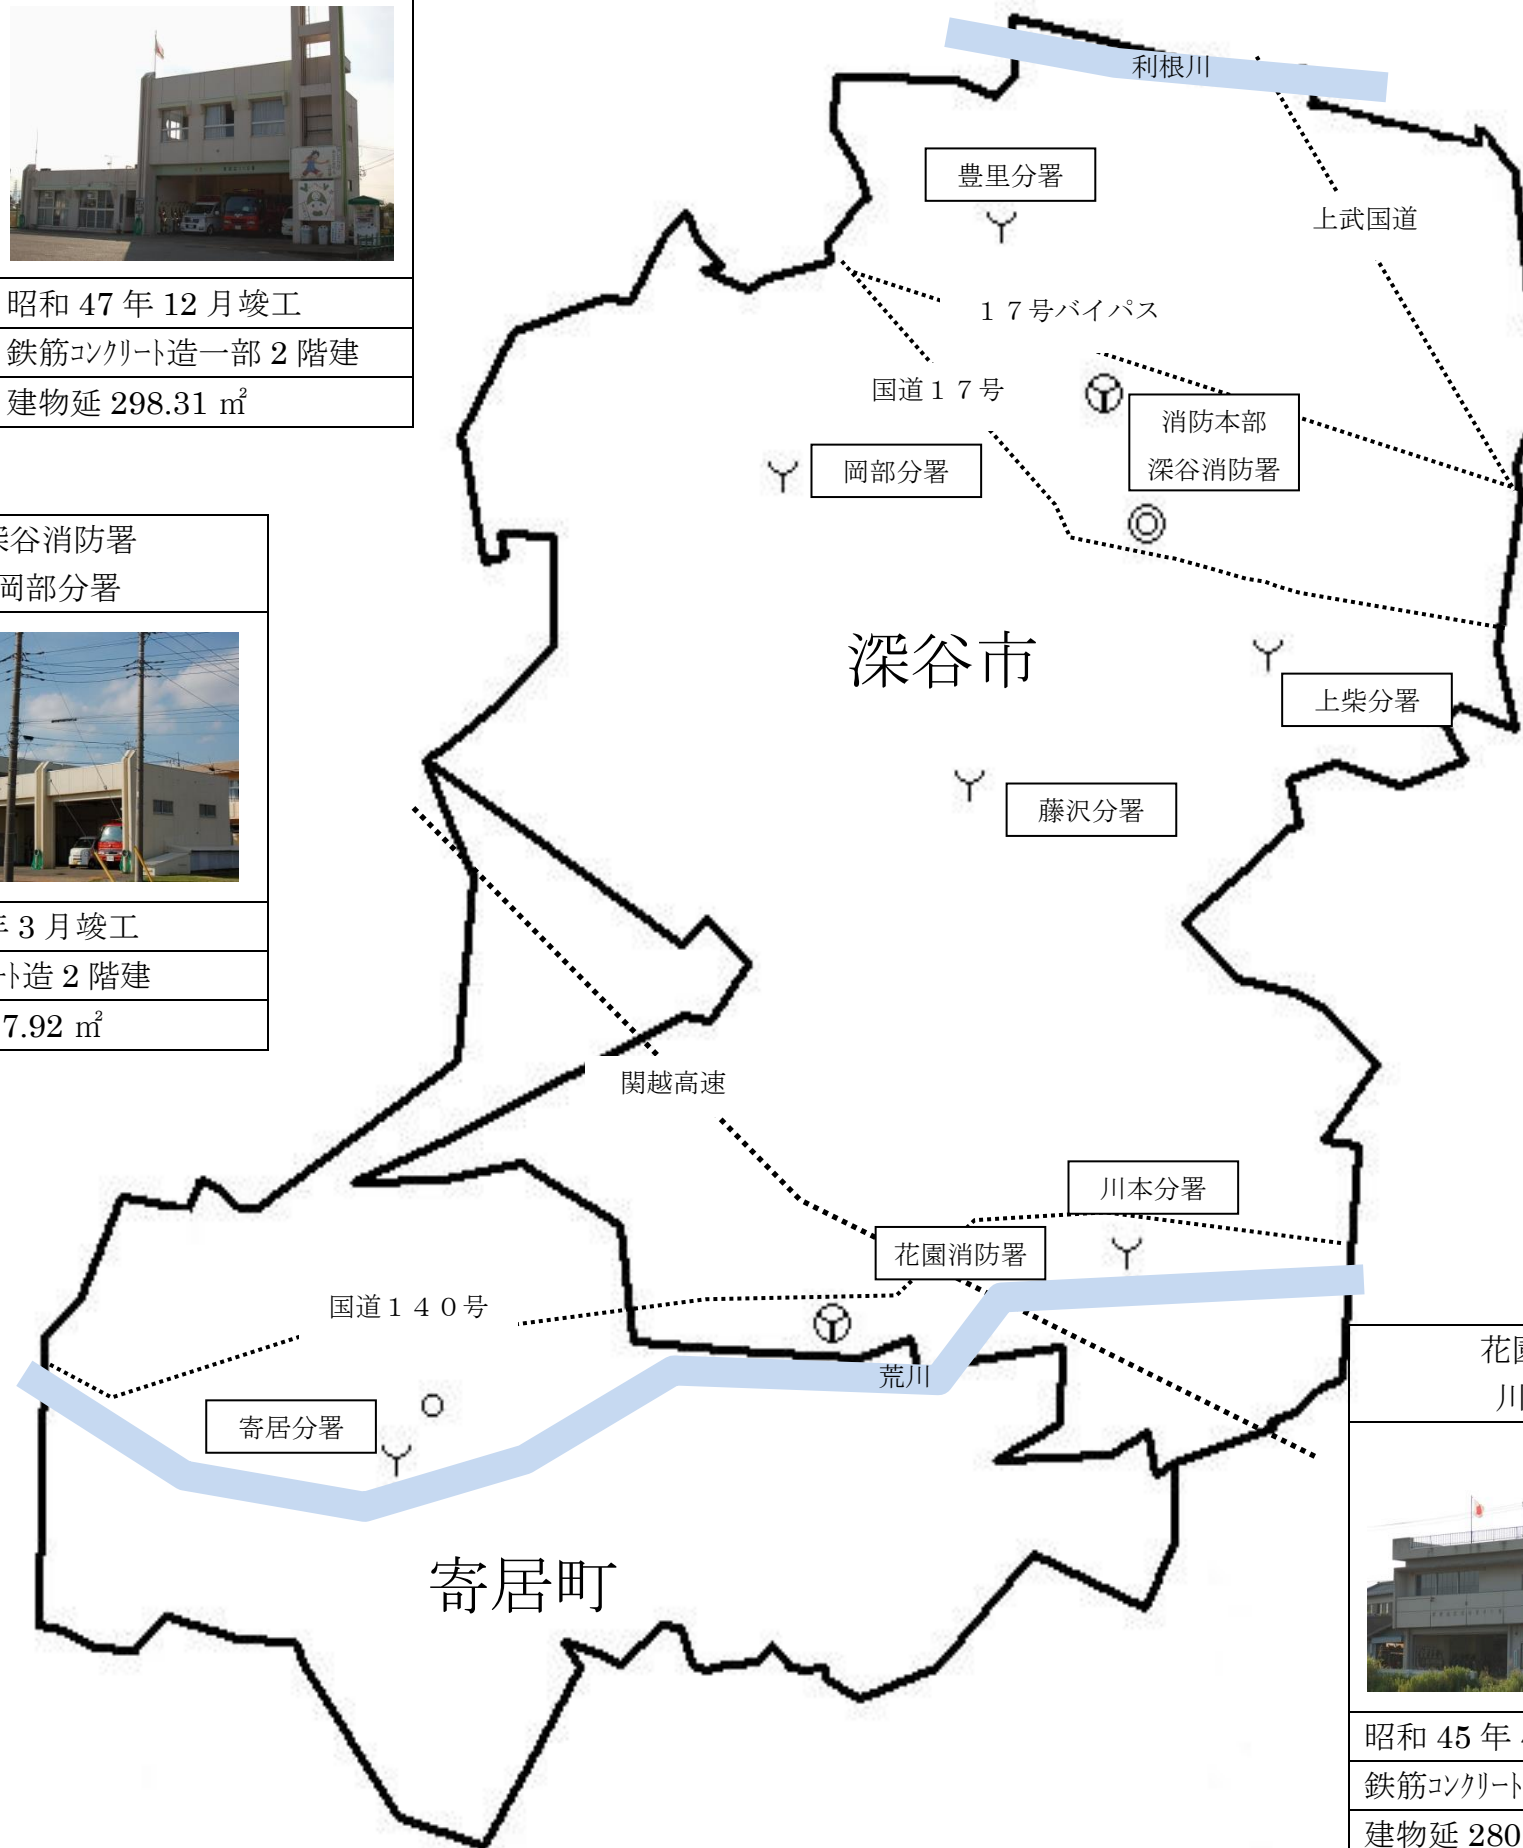 昭和 47 年 12 月竣工
鉄筋コンクリート造一部 2 階建
建物延 298.31 ㎡
深谷消防署
岡部分署
年 3 月竣工
ート造 2 階建
7.92 ㎡
利根川
豊里分署
上武国道
１７号バイパス
国道１７号
消防本部
深谷消防署
岡部分署
深谷市
上柴分署
藤沢分署
関越高速
川本分署
花園消防署
国道１４０号
荒川
寄居分署
寄居町
花園
川
昭和 45 年
鉄筋コンクリート
建物延 280